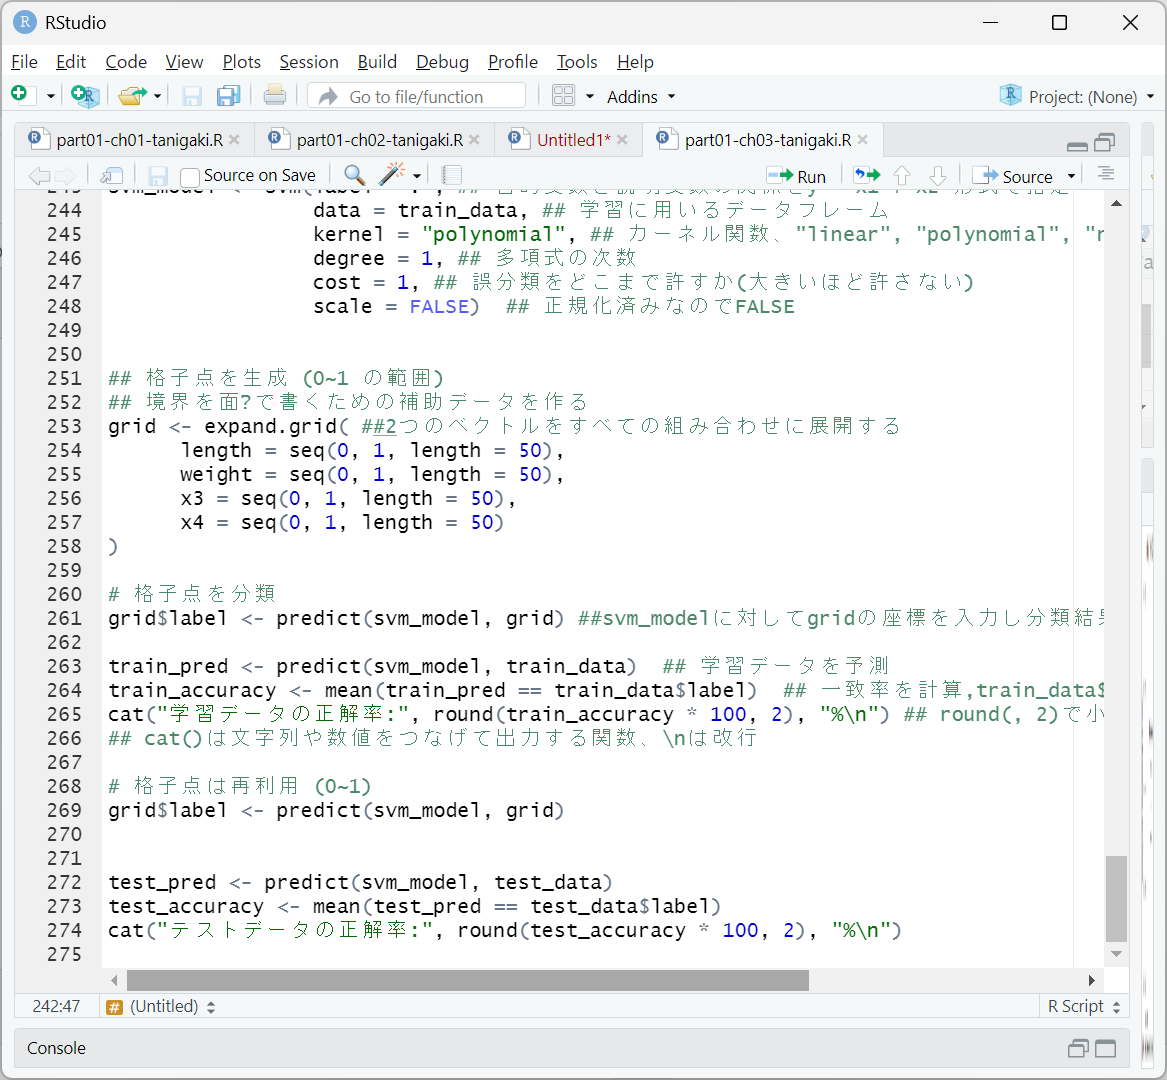 RStudio
File Edit Code View Plots Session Build Debug Profile Tools Help
Go to file/function Addins Project: (None)
part01-ch01-tanigaki.R part01-ch02-tanigaki.R Untitled1* part01-ch03-tanigaki.R
Source on Save Run Source
244 data = train_data, ## 学習に用いるデータフレーム
245 kernel = "polynomial", ## カーネル関数、"linear", "polynomial", "r
246 degree = 1, ## 多項式の次数
247 cost = 1, ## 誤分類をどこまで許すか(大きいほど許さない)
248 scale = FALSE) ## 正規化済みなのでFALSE
249
250
251 ## 格子点を生成 (0~1 の範囲)
252 ## 境界を面?で書くための補助データを作る
253 grid <- expand.grid( ##2つのベクトルをすべての組み合わせに展開する
254 length = seq(0, 1, length = 50),
255 weight = seq(0, 1, length = 50),
256 x3 = seq(0, 1, length = 50),
257 x4 = seq(0, 1, length = 50)
258 )
259
260 # 格子点を分類
261 grid$label <- predict(svm_model, grid) ##svm_modelに対してgridの座標を入力し分類結果
262
263 train_pred <- predict(svm_model, train_data) ## 学習データを予測
264 train_accuracy <- mean(train_pred == train_data$label) ## 一致率を計算,train_data$
265 cat("学習データの正解率:", round(train_accuracy * 100, 2), "%\n") ## round(, 2)で小
266 ## cat()は文字列や数値をつなげて出力する関数、\nは改行
267
268 # 格子点は再利用 (0~1)
269 grid$label <- predict(svm_model, grid)
270
271
272 test_pred <- predict(svm_model, test_data)
273 test_accuracy <- mean(test_pred == test_data$label)
274 cat("テストデータの正解率:", round(test_accuracy * 100, 2), "%\n")
275
242:47 # (Untitled) R Script
Console